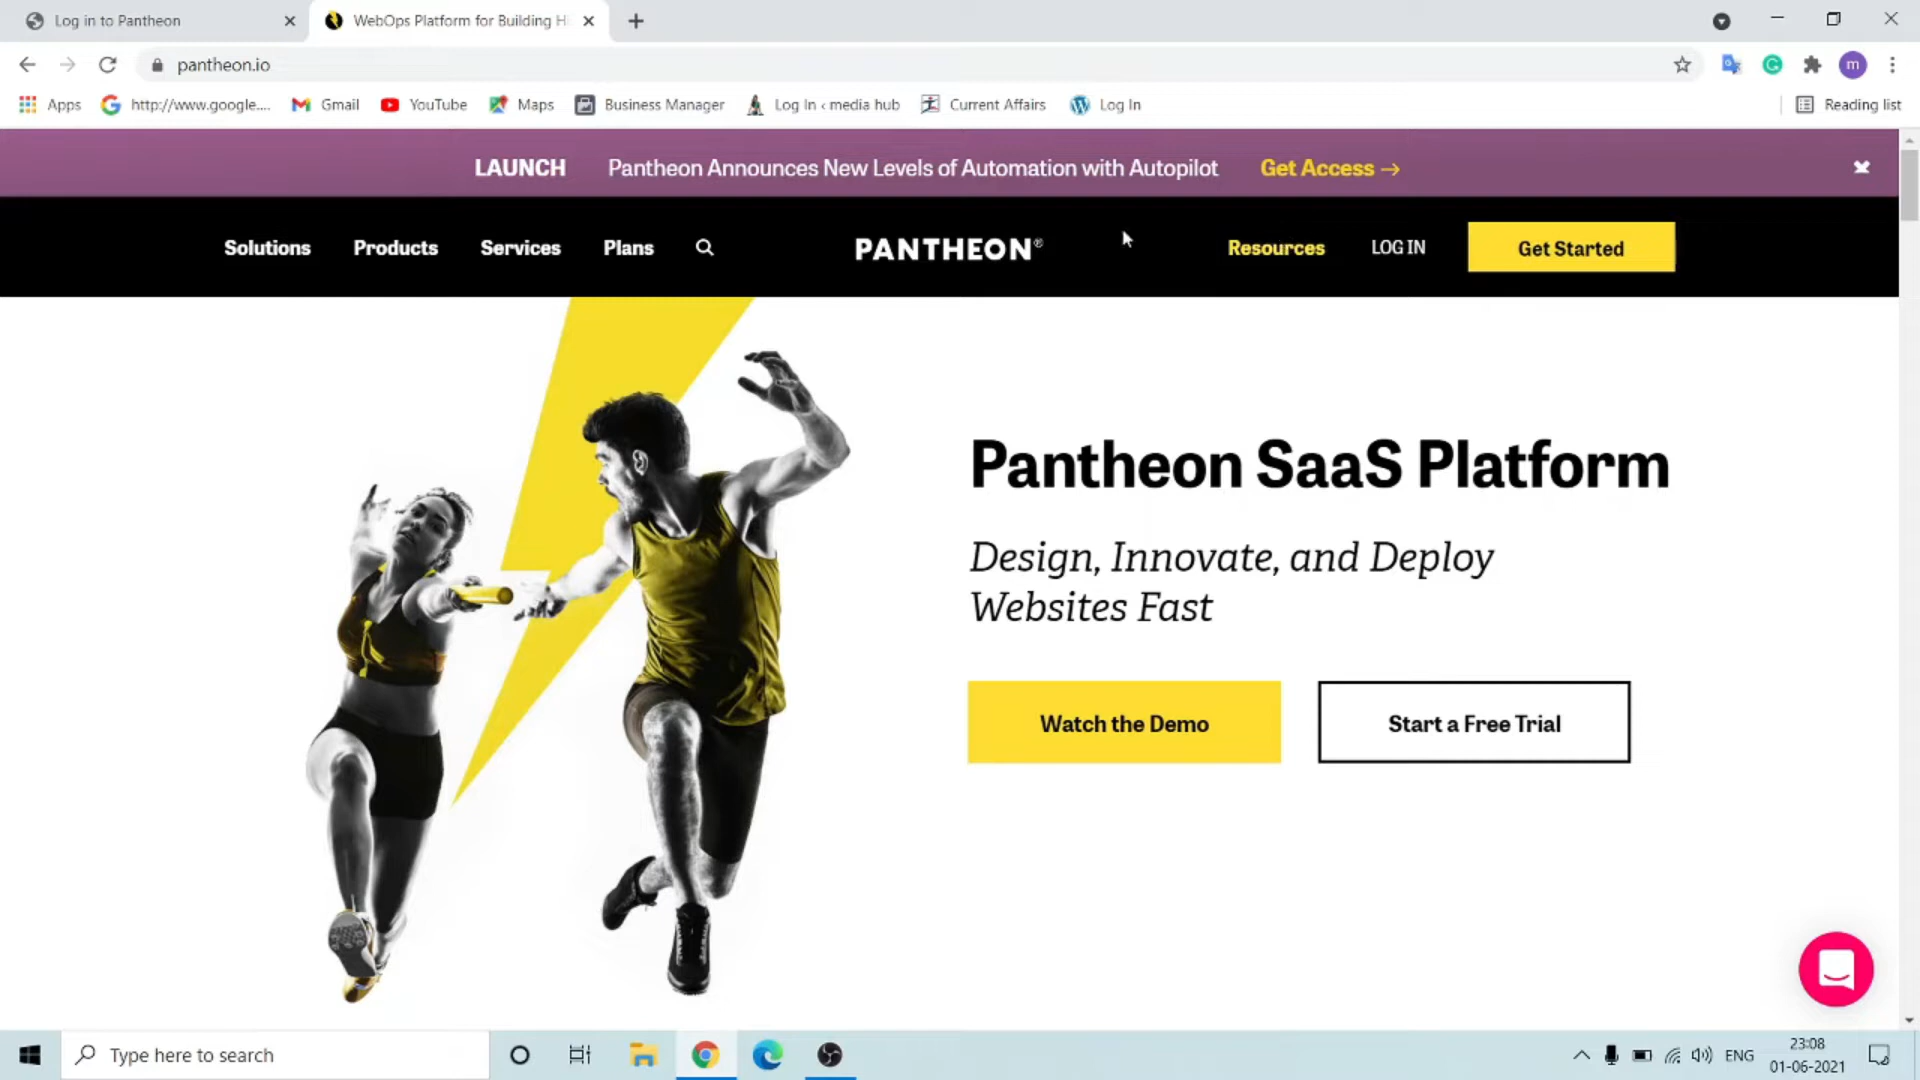 Log in to Pantheon
WebOps Platform for Building Hi
pantheon.io
m
Apps
http://www.google....
Gmail
YouTube
Maps
Business Manager
Log In ‹ media hub
Current Affairs
Log In
Reading list
LAUNCH Pantheon Announces New Levels of Automation with Autopilot Get Access →
Solutions Products Services Plans PANTHEON® Resources LOG IN Get Started
Pantheon SaaS Platform
Design, Innovate, and Deploy
Websites Fast
Watch the Demo
Start a Free Trial
Type here to search
ENG
23:08
01-06-2021